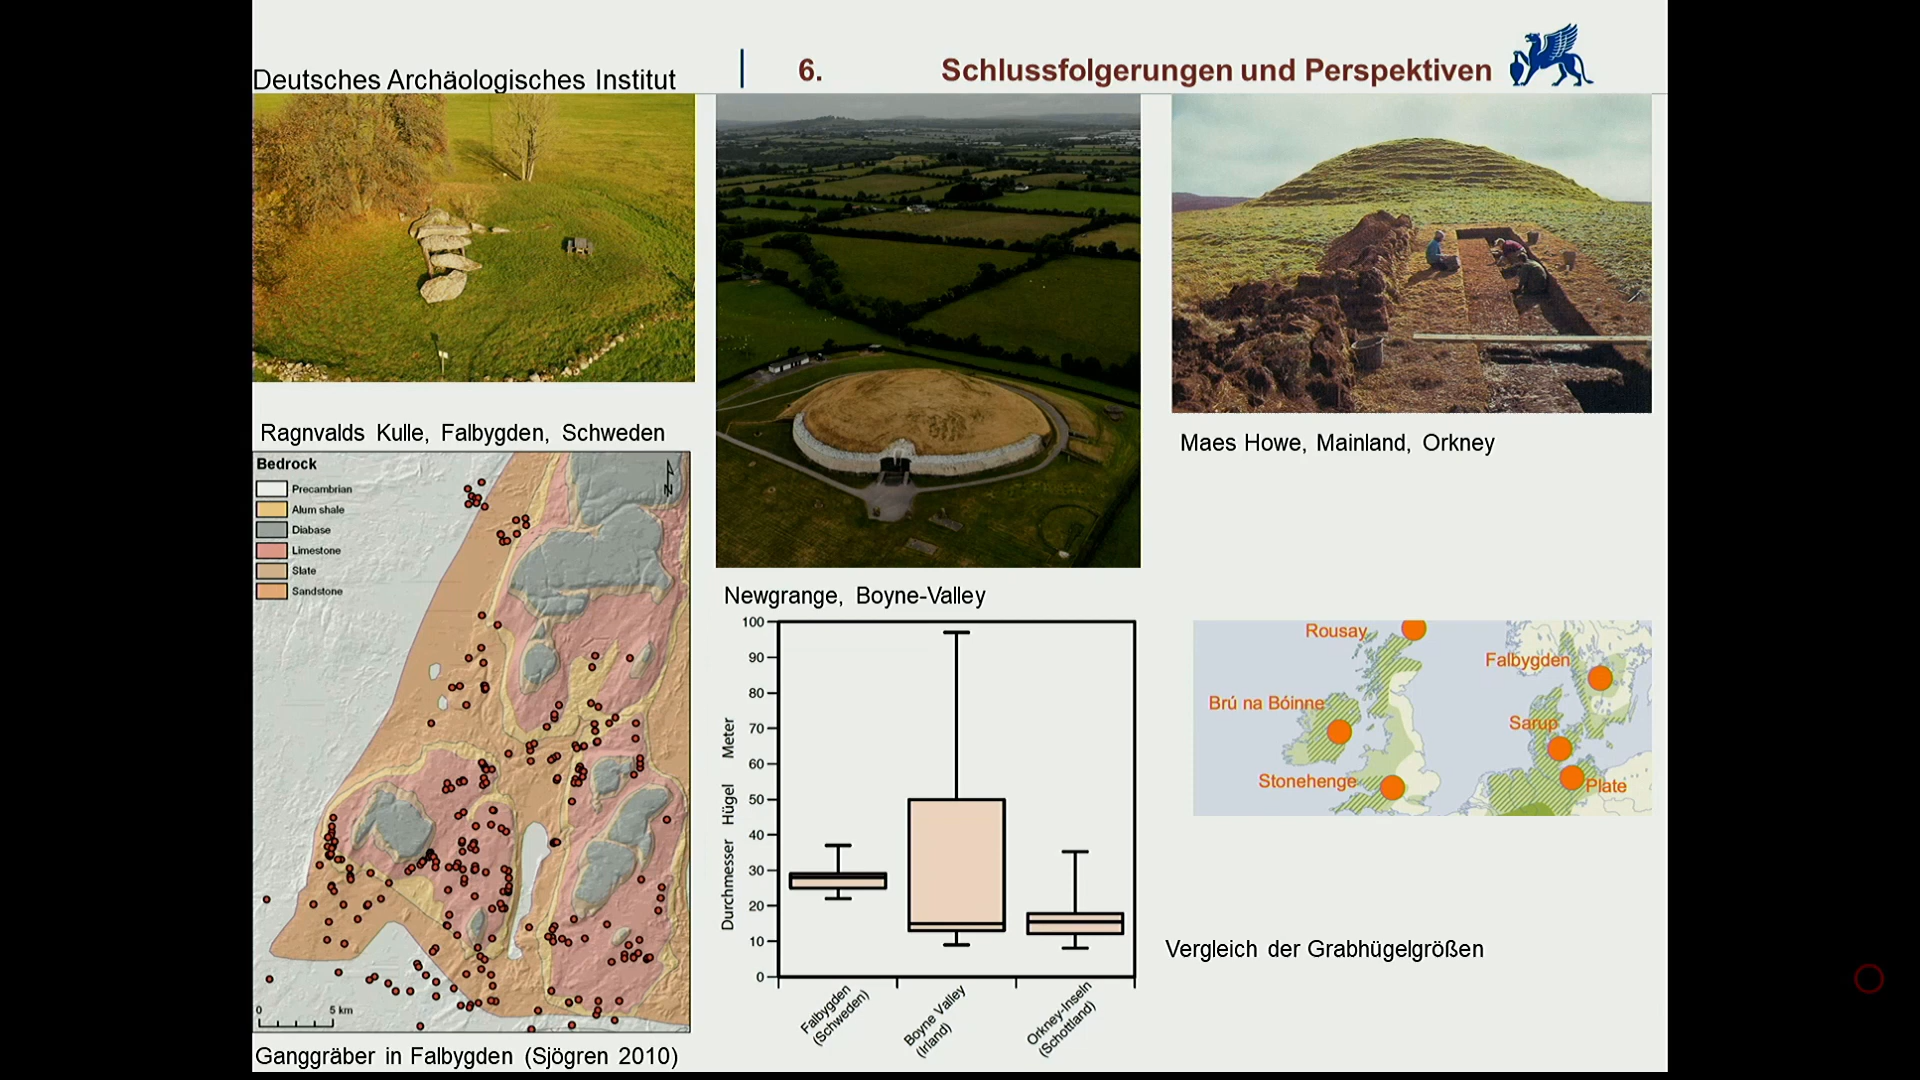 Deutsches Archäologisches Institut
6. Schlussfolgerungen und Perspektiven
Ragnvalds Kulle, Falbygden, Schweden
Maes Howe, Mainland, Orkney
Newgrange, Boyne-Valley
Bedrock
Precambrian
Alum shale
Diabase
Limestone
Slate
Sandstone
N
0 5 km
Ganggräber in Falbygden (Sjögren 2010)
Durchmesser Hügel Meter
100
90
80
70
60
50
40
30
20
10
0
Falbygden
(Schweden)
Boyne Valley
(Irland)
Orkney-Inseln
(Schottland)
Rousay
Falbygden
Brú na Bóinne
Sarup
Stonehenge
Plate
Vergleich der Grabhügelgrößen